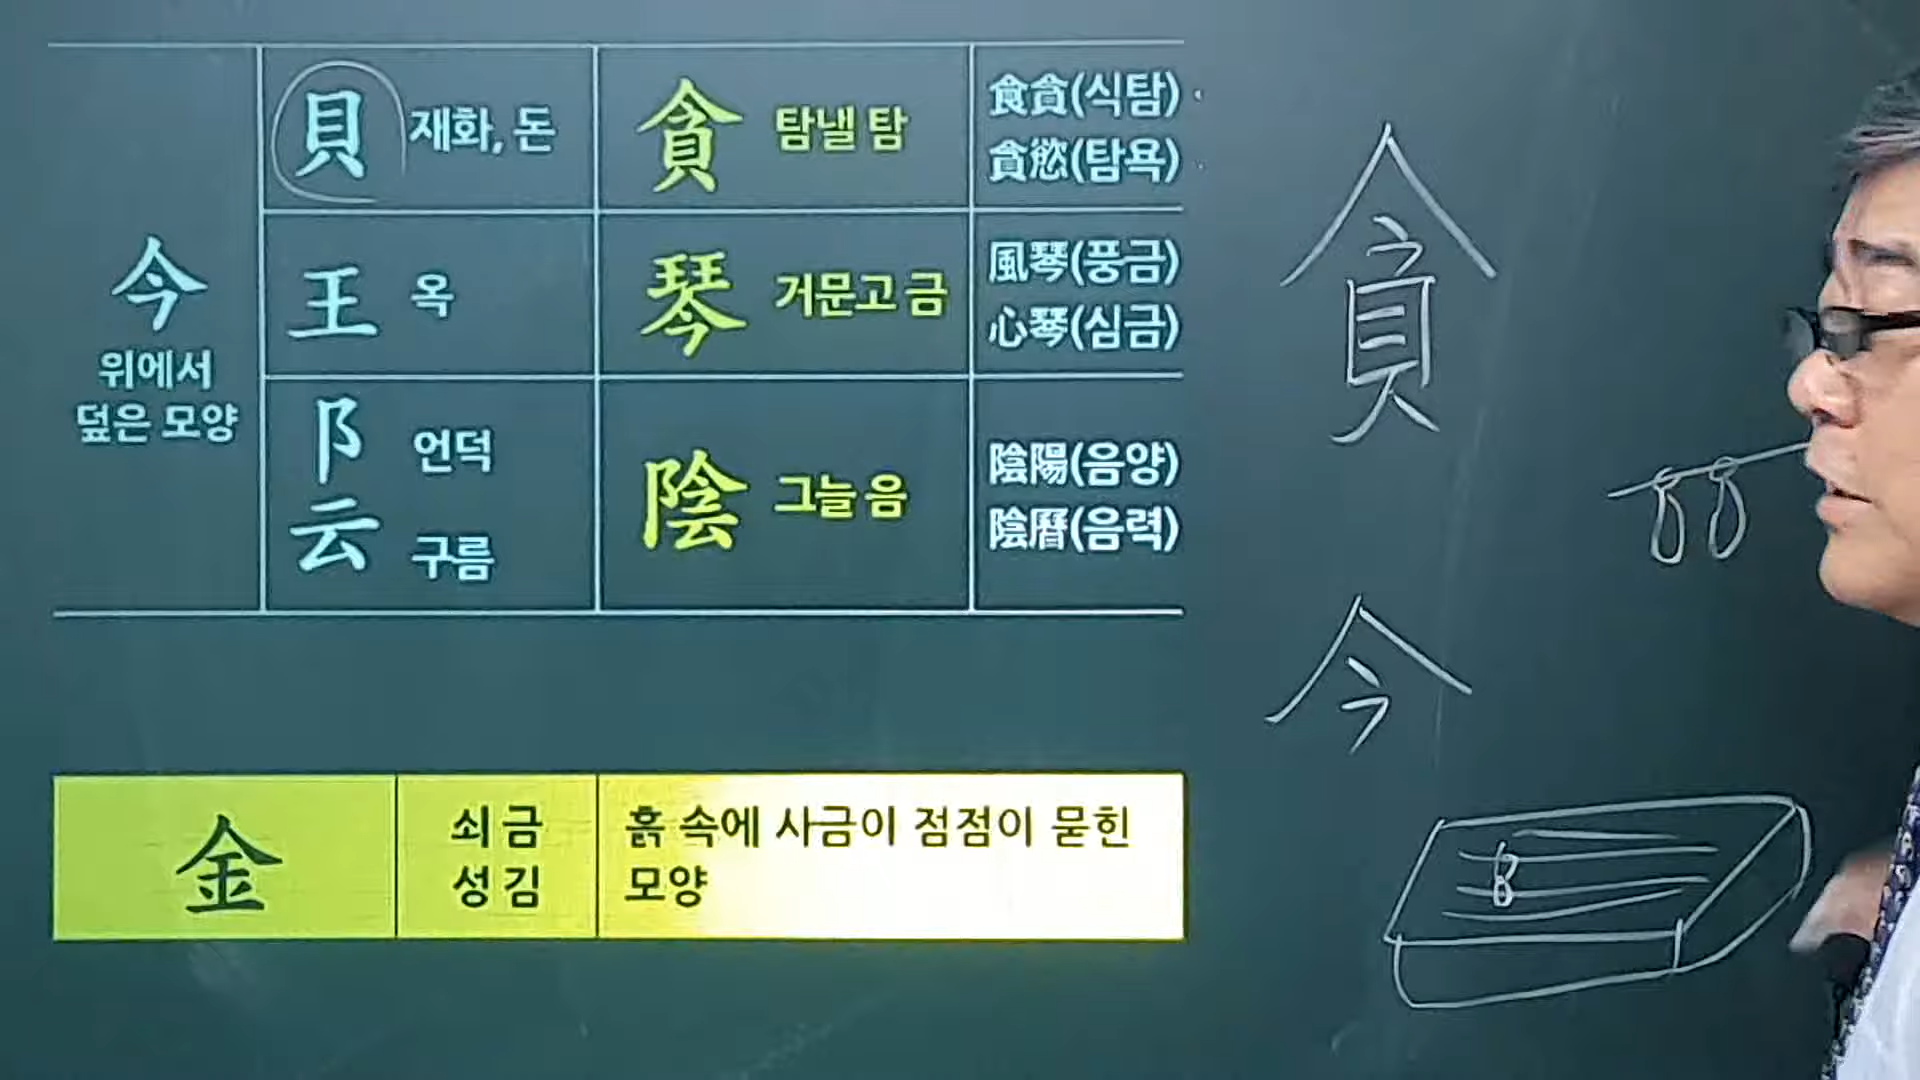 今
위에서
덮은 모양
貝 재화, 돈
貪 탐낼 탐
食貪(식탐)
貪慾(탐욕)
王 옥
琴 거문고 금
風琴(풍금)
心琴(심금)
阝 언덕
云 구름
陰 그늘 음
陰陽(음양)
陰曆(음력)
金
쇠 금
성 김
흙 속에 사금이 점점이 묻힌
모양
貪
今